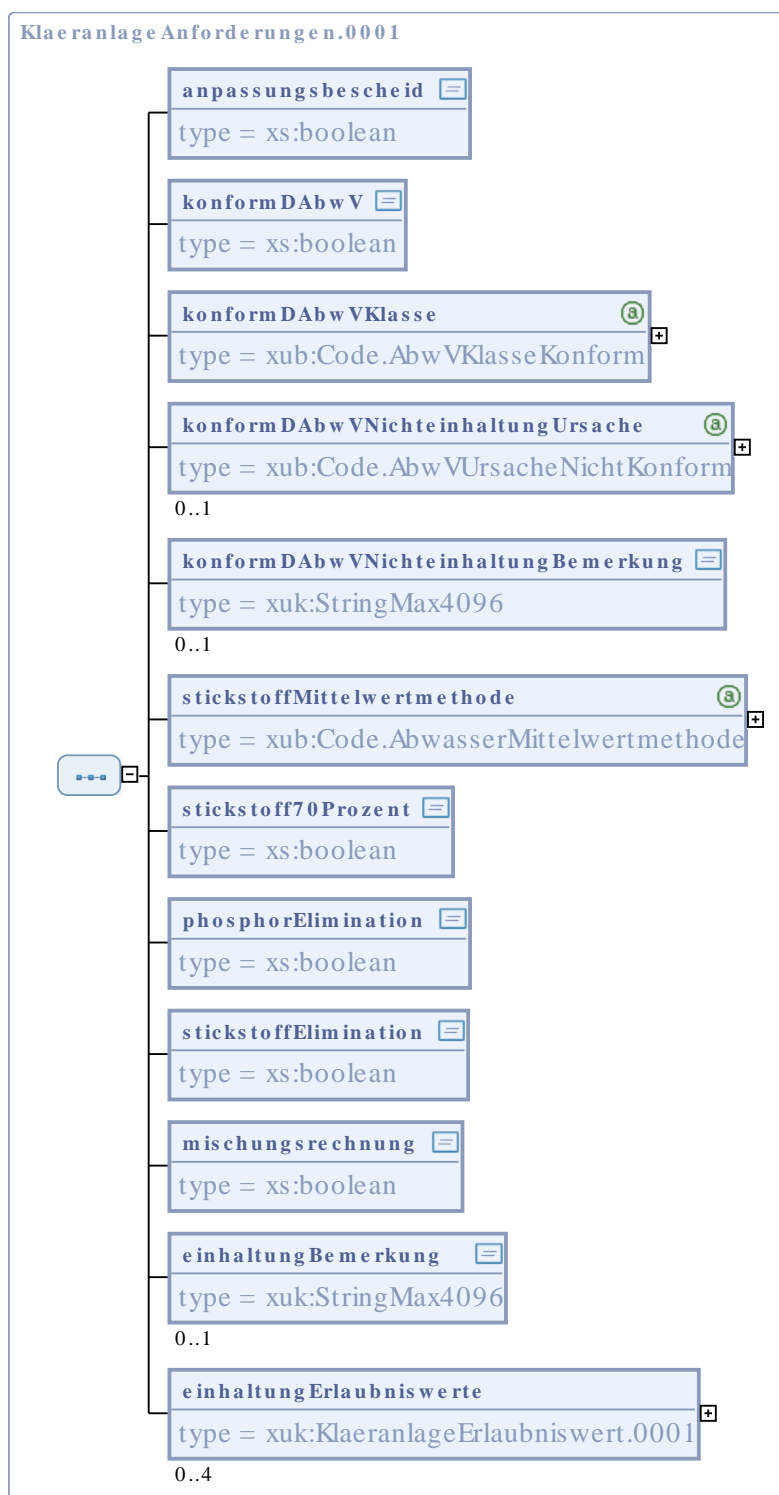 KlaeranlageAnforderungen.0001
anpassungsbescheid
type = xs:boolean
konformDAbwV
type = xs:boolean
konformDAbwVKlasse
type = xub:Code.AbwVKlasseKonform
konformDAbwVNichteinhaltungUrsache
type = xub:Code.AbwVUrsacheNichtKonform
0..1
konformDAbwVNichteinhaltungBemerkung
type = xuk:StringMax4096
0..1
stickstoffMittelwertmethode
type = xub:Code.AbwasserMittelwertmethode
stickstoff70Prozent
type = xs:boolean
phosphorElimination
type = xs:boolean
stickstoffElimination
type = xs:boolean
mischungsrechnung
type = xs:boolean
einhaltungBemerkung
type = xuk:StringMax4096
0..1
einhaltungErlaubniswerte
type = xuk:KlaeranlageErlaubniswert.0001
0..4